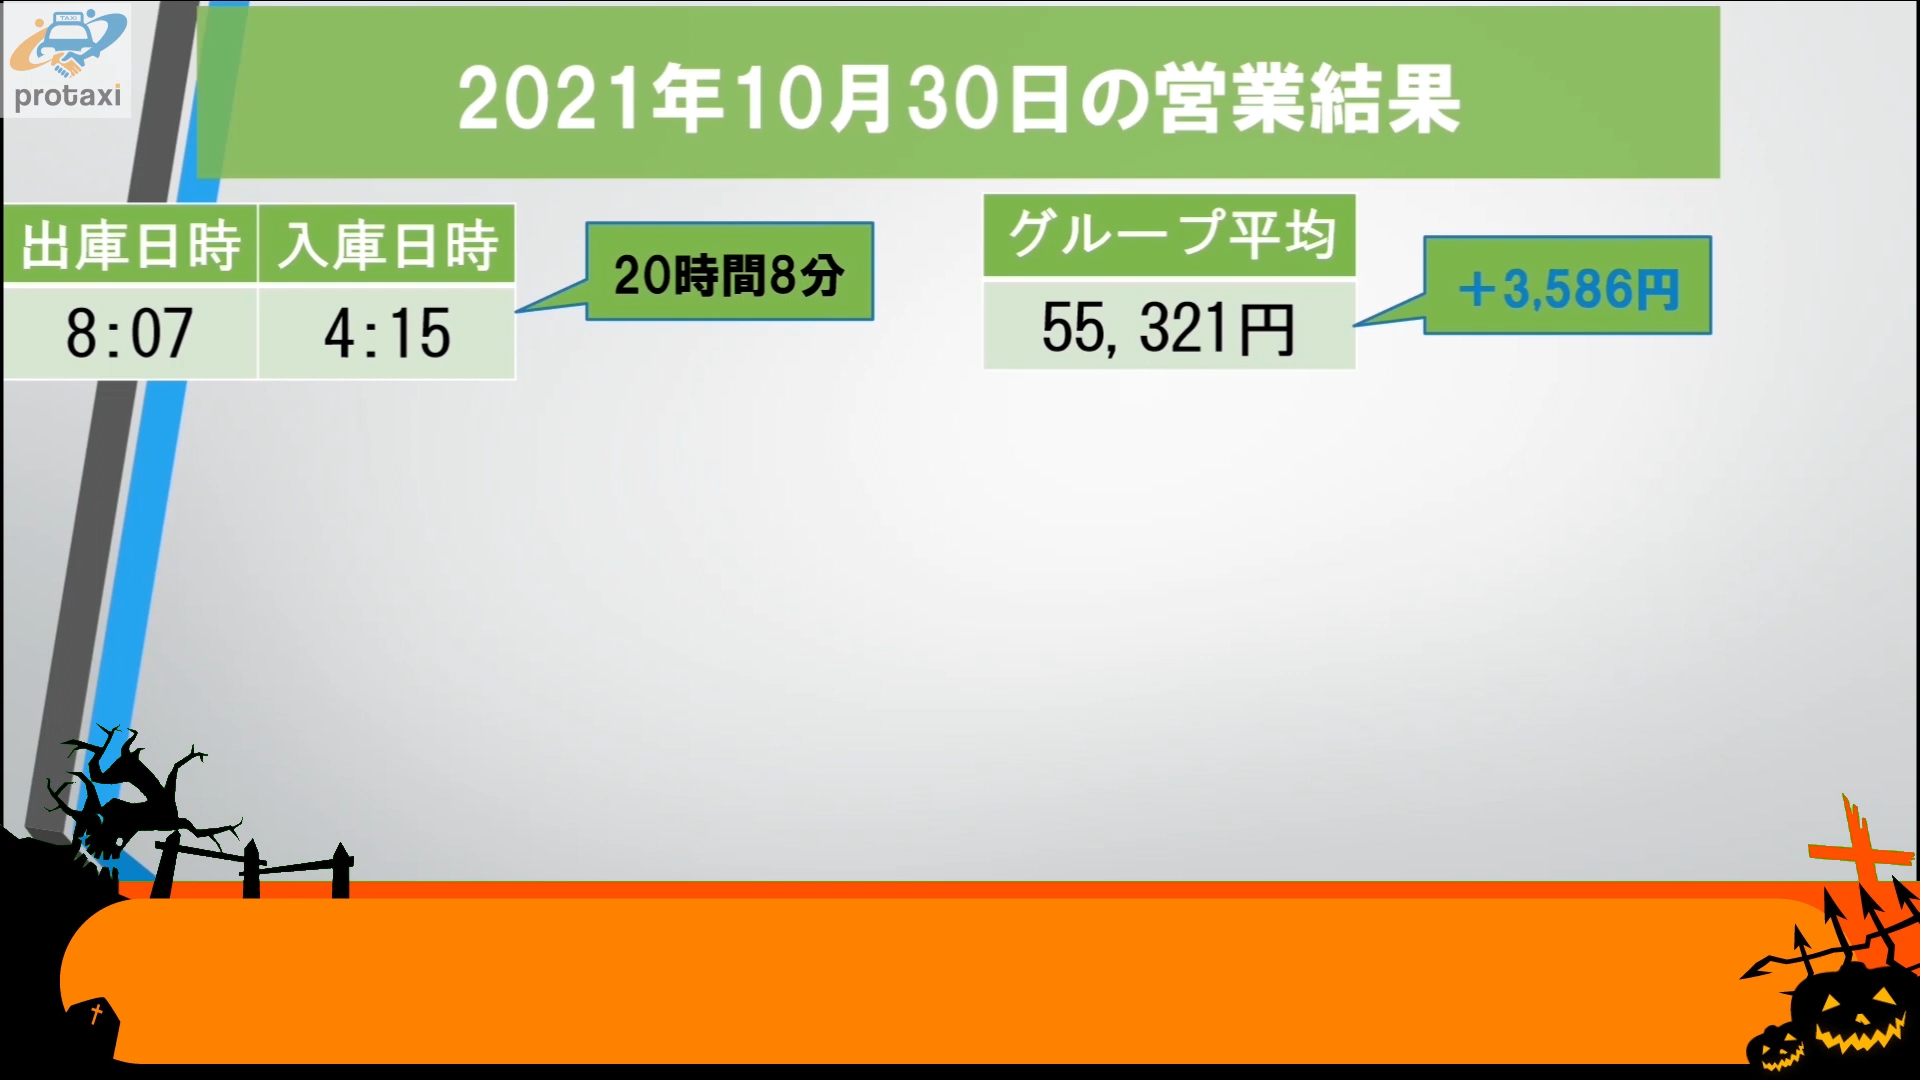 TAXI
protaxi
2021年10月30日の営業結果
出庫日時 入庫日時
8:07 4:15
20時間8分
グループ平均
55,321円
+3,586円